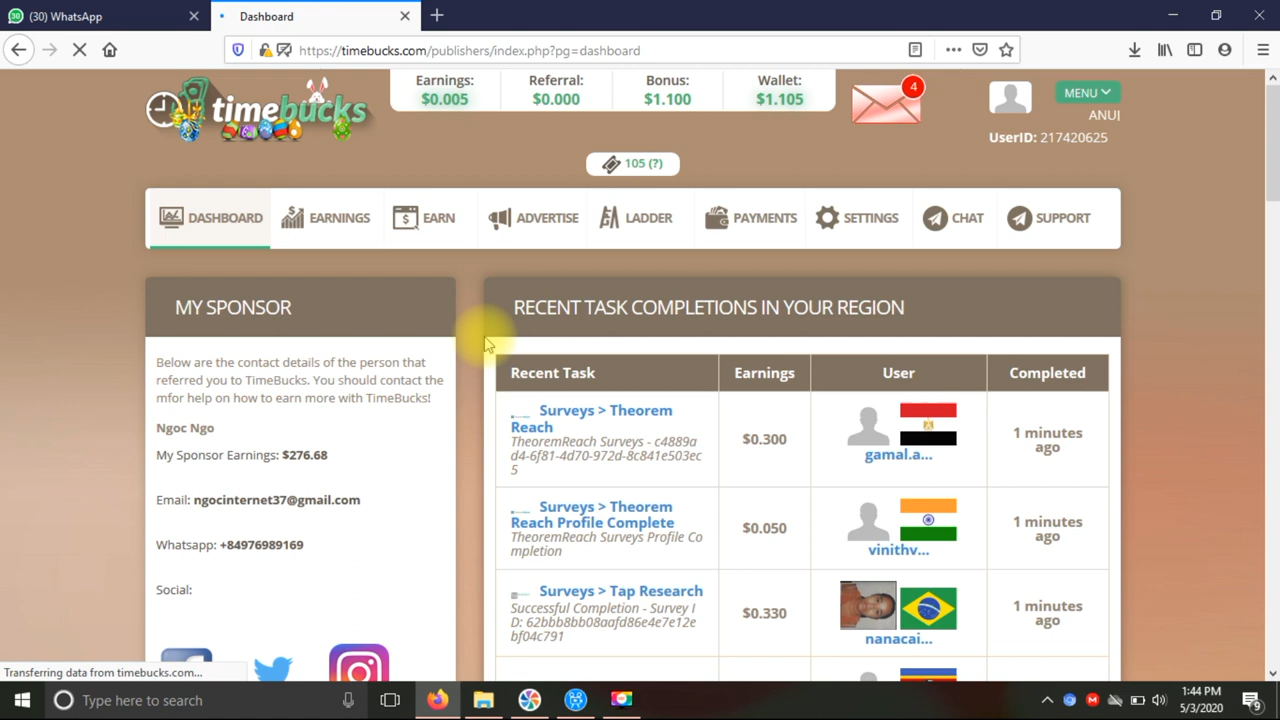 (30) WhatsApp
Dashboard
https://timebucks.com/publishers/index.php?pg=dashboard
timebucks
Earnings:
$0.005
Referral:
$0.000
Bonus:
$1.100
Wallet:
$1.105
4
MENU
ANUJ
UserID: 217420625
105 (?)
DASHBOARD
EARNINGS
EARN
ADVERTISE
LADDER
PAYMENTS
SETTINGS
CHAT
SUPPORT
MY SPONSOR
Below are the contact details of the person that
referred you to TimeBucks. You should contact the
mfor help on how to earn more with TimeBucks!
Ngoc Ngo
My Sponsor Earnings: $276.68
Email: ngocinternet37@gmail.com
Whatsapp: +84976989169
Social:
RECENT TASK COMPLETIONS IN YOUR REGION
Recent Task Earnings User Completed
Surveys > Theorem
Reach
TheoremReach Surveys - c4889a
d4-6f81-4d70-972d-8c841e503ec
5
$0.300
gamal.a...
1 minutes
ago
Surveys > Theorem
Reach Profile Complete
TheoremReach Surveys Profile Co
mpletion
$0.050
vinithv...
1 minutes
ago
Surveys > Tap Research
Successful Completion - Survey I
D: 62bbb8bb08aafd86e4e7e12e
bf04c791
$0.330
nanacai...
1 minutes
ago
Transferring data from timebucks.com...
Type here to search
1:44 PM
5/3/2020
9